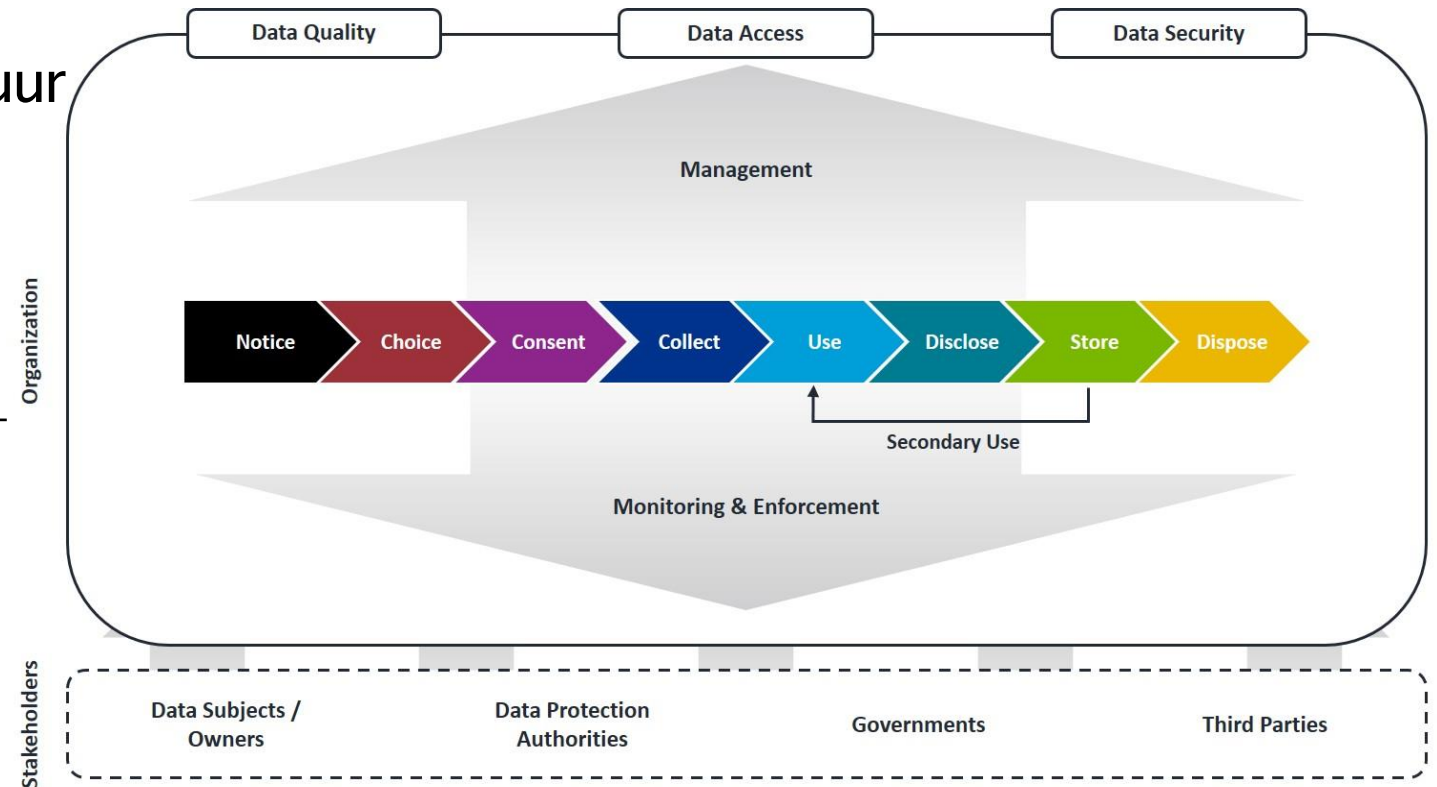 Data Quality
Data Access
Data Security
uur
Management
Organization
Notice
Choice
Consent
Collect
Use
Disclose
Store
Dispose
Secondary Use
Monitoring & Enforcement
Stakeholders
Data Subjects /
Owners
Data Protection
Authorities
Governments
Third Parties